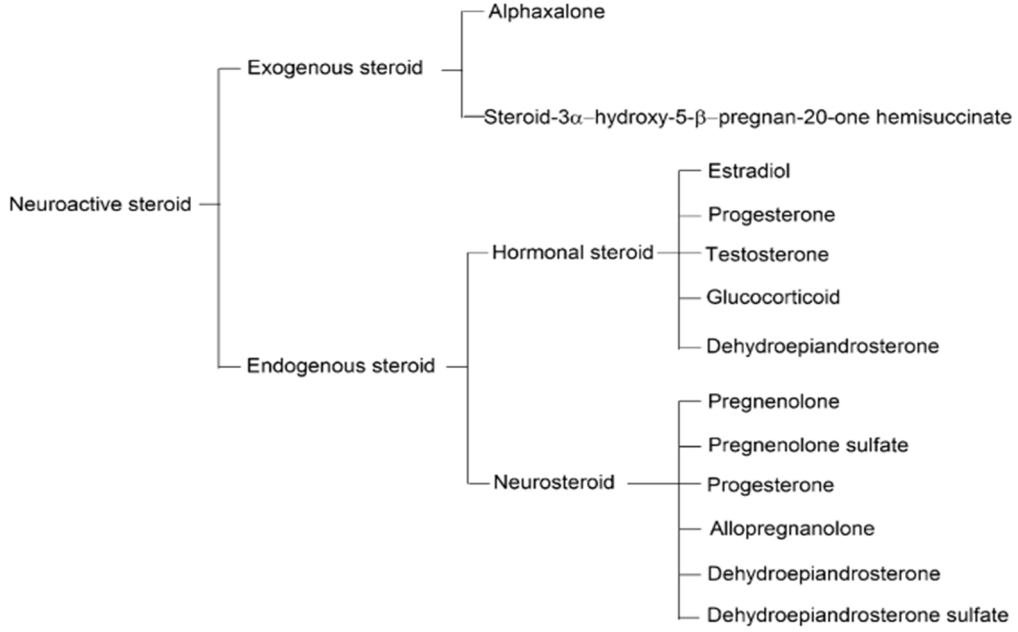 Alphaxalone
Exogenous steroid
Steroid-3α–hydroxy-5-β–pregnan-20-one hemisuccinate
Estradiol
Neuroactive steroid
Progesterone
Hormonal steroid
Testosterone
Glucocorticoid
Dehydroepiandrosterone
Endogenous steroid
Pregnenolone
Pregnenolone sulfate
Neurosteroid
Progesterone
Allopregnanolone
Dehydroepiandrosterone
Dehydroepiandrosterone sulfate